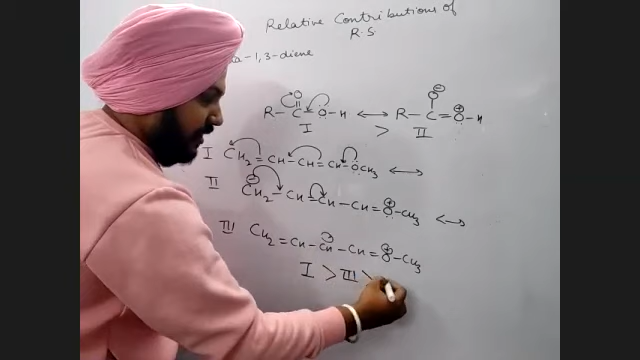 Relative Contributions of
R.S.
-1,3-diene
O ⊖O
R-C-O-H ⟷ R-C=O⊕-H
I > II
I CH2=CH-CH=CH-OCH3 ⟷
II ⊖CH2-CH=CH-CH=O⊕-CH3 ⟷
III CH2=CH-CH⊖-CH=O⊕-CH3
I > III >